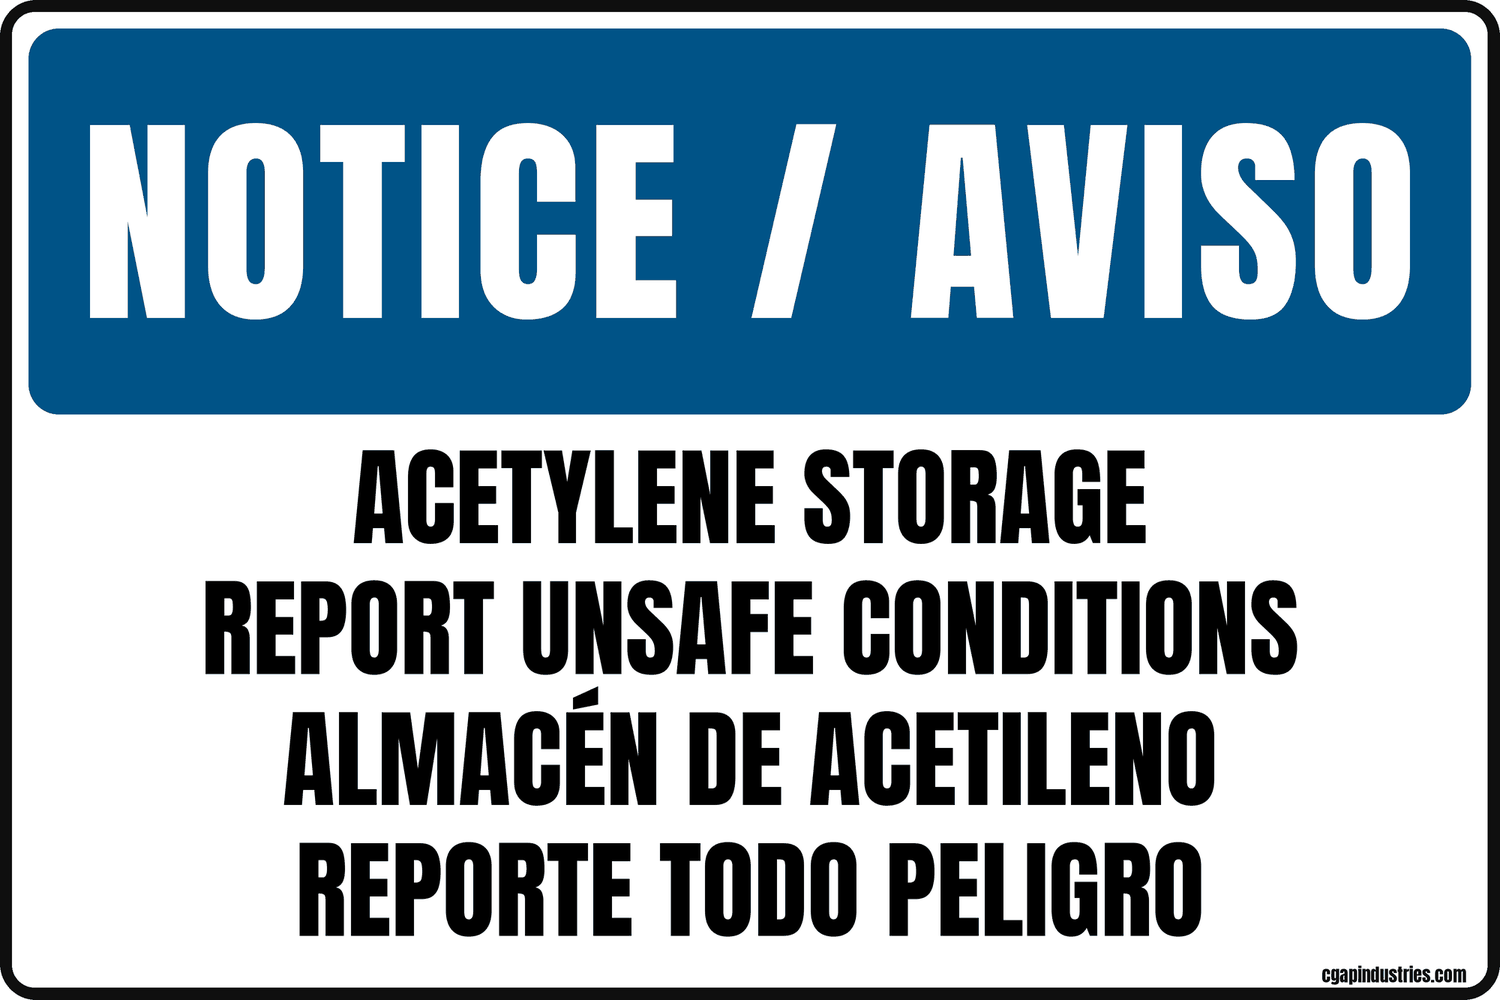 NOTICE / AVISO
ACETYLENE STORAGE
REPORT UNSAFE CONDITIONS
ALMACÉN DE ACETILENO
REPORTE TODO PELIGRO
cgapindustries.com